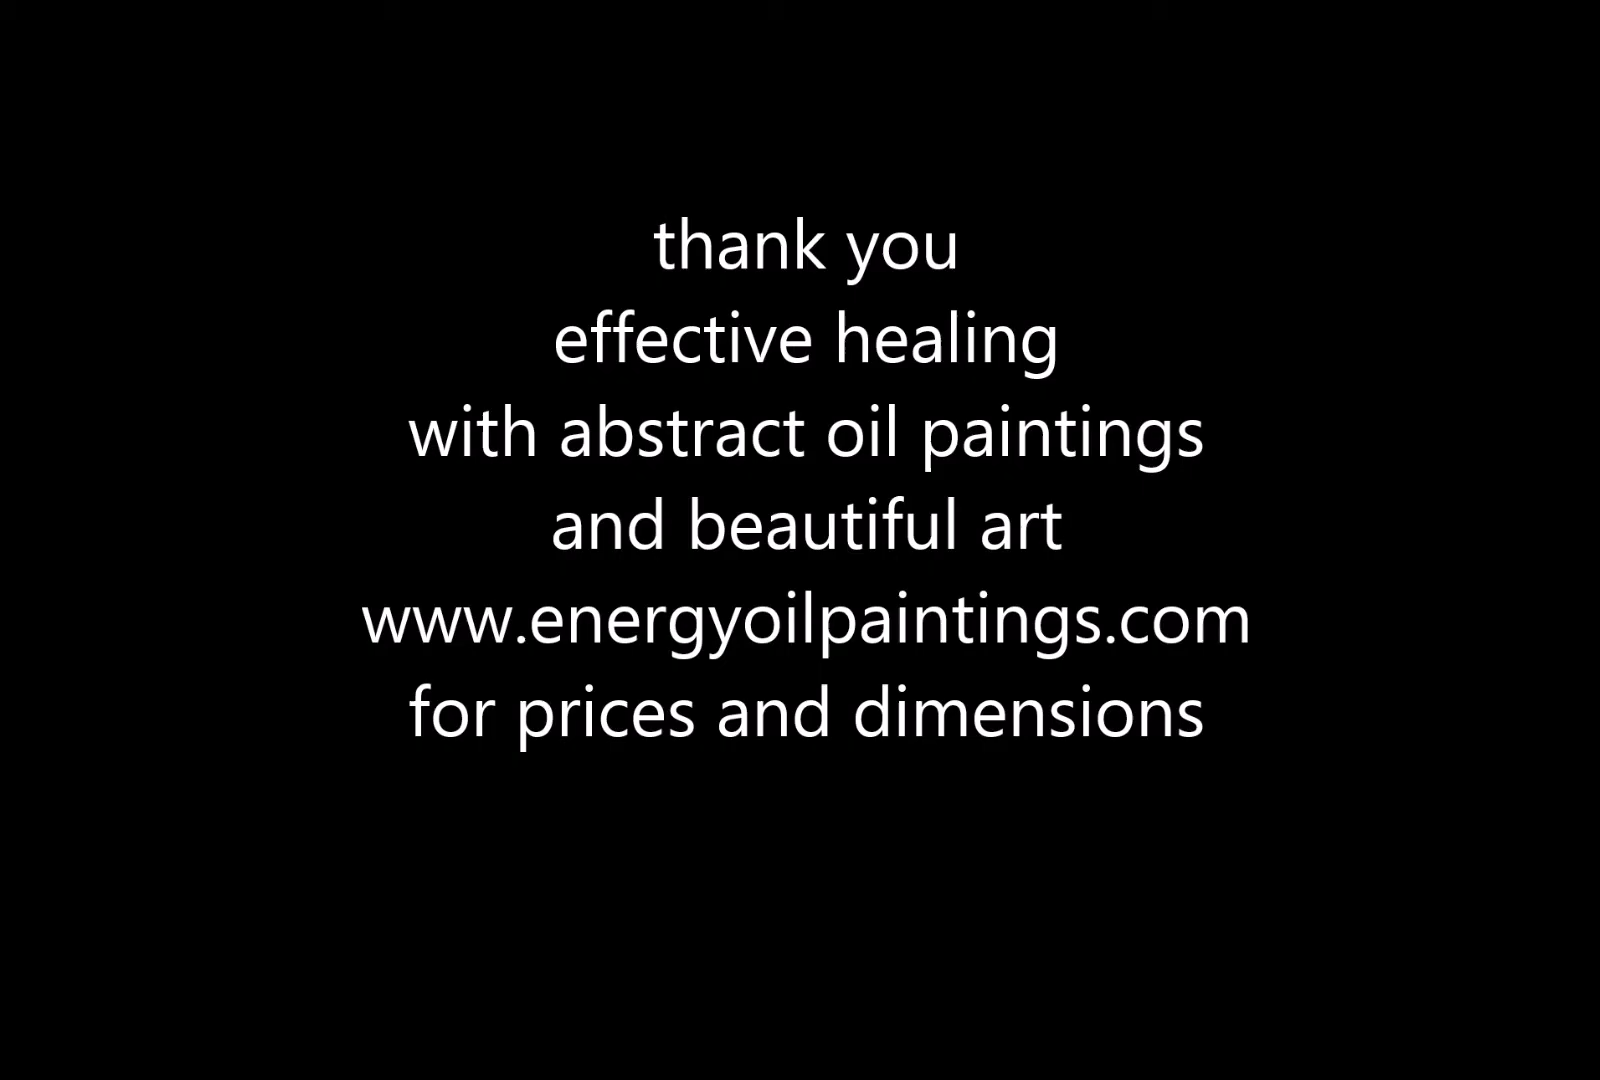 thank you
effective healing
with abstract oil paintings
and beautiful art
www.energyoilpaintings.com
for prices and dimensions